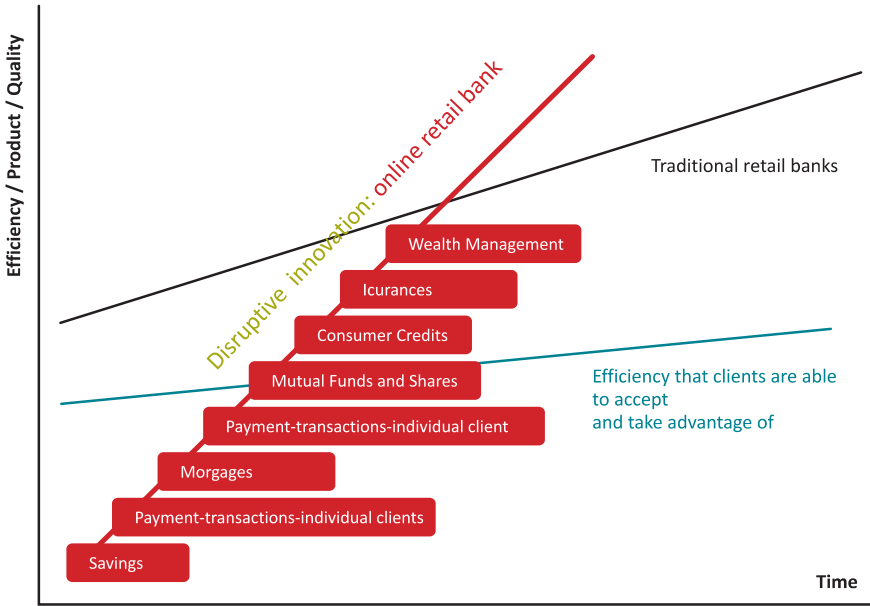 Efficiency / Product / Quality
Disruptive innovation: online retail bank
Traditional retail banks
Wealth Management
Icurances
Consumer Credits
Efficiency that clients are able
to accept
and take advantage of
Mutual Funds and Shares
Payment-transactions-individual client
Morgages
Payment-transactions-individual clients
Savings
Time